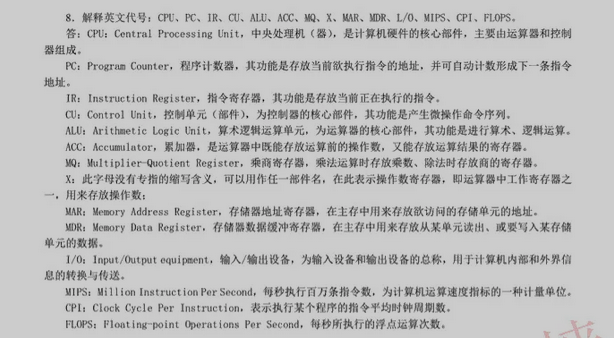 8. 解释英文代号：CPU、PC、IR、CU、ALU、ACC、MQ、X、MAR、MDR、L/O、MIPS、CPI、FLOPS。
答：CPU：Central Processing Unit，中央处理机（器），是计算机硬件的核心部件，主要由运算器和控制
器组成。
PC：Program Counter，程序计数器，其功能是存放当前欲执行指令的地址，并可自动计数形成下一条指令
地址。
IR：Instruction Register，指令寄存器，其功能是存放当前正在执行的指令。
CU：Control Unit，控制单元（部件），为控制器的核心部件，其功能是产生微操作命令序列。
ALU：Arithmetic Logic Unit，算术逻辑运算单元，为运算器的核心部件，其功能是进行算术、逻辑运算。
ACC：Accumulator，累加器，是运算器中既能存放运算前的操作数，又能存放运算结果的寄存器。
MQ：Multiplier-Quotient Register，乘商寄存器，乘法运算时存放乘数、除法时存放商的寄存器。
X：此字母没有专指的缩写含义，可以用作任一部件名，在此表示操作数寄存器，即运算器中工作寄存器之
一，用来存放操作数；
MAR：Memory Address Register，存储器地址寄存器，在主存中用来存放欲访问的存储单元的地址。
MDR：Memory Data Register，存储器数据缓冲寄存器，在主存中用来存放从某单元读出、或要写入某存储
单元的数据。
I/O：Input/Output equipment，输入/输出设备，为输入设备和输出设备的总称，用于计算机内部和外界信
息的转换与传送。
MIPS：Million Instruction Per Second，每秒执行百万条指令数，为计算机运算速度指标的一种计量单位。
CPI：Clock Cycle Per Instruction，表示执行某个程序的指令平均时钟周期数。
FLOPS：Floating-point Operations Per Second，每秒所执行的浮点运算次数。